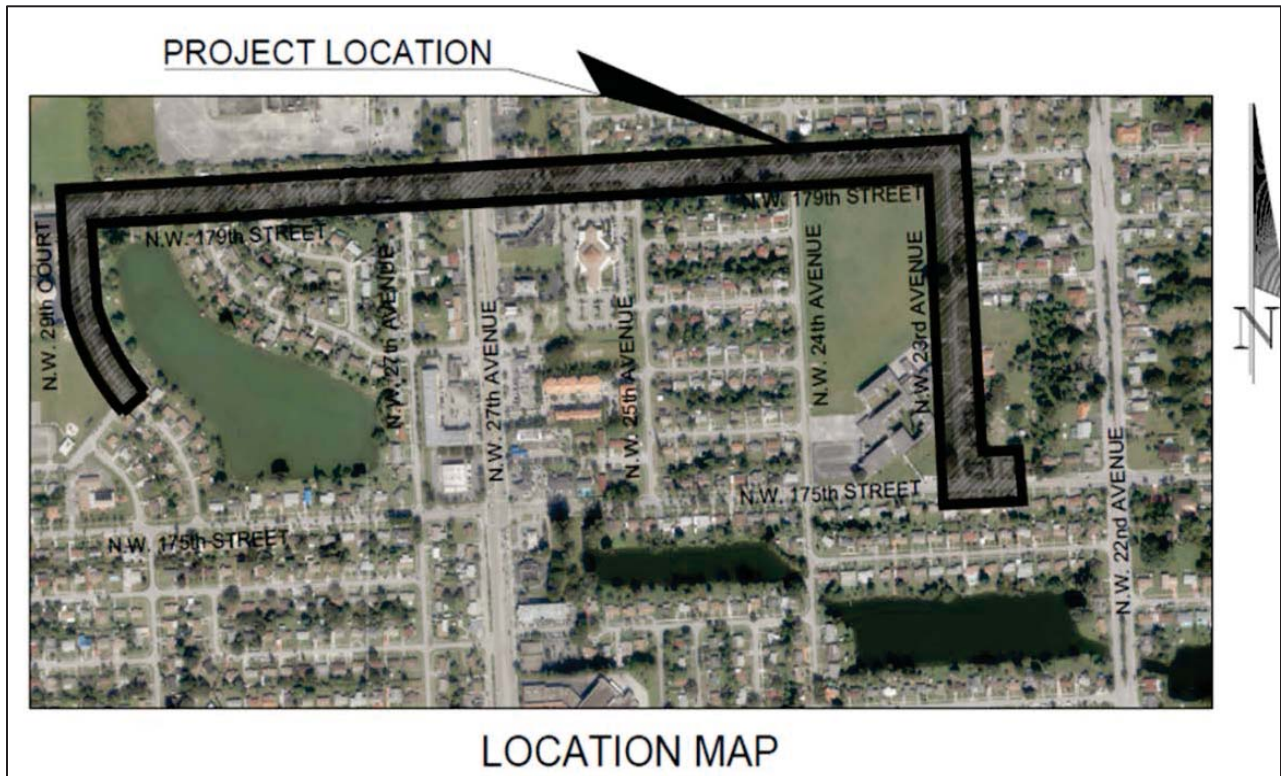 PROJECT LOCATION
N.W. 179th STREET
N.W. 179th STREET
N.W. 29th COURT
N.W. 27th AVENUE
N.W. 27th AVENUE
N.W. 25th AVENUE
N.W. 24th AVENUE
N.W. 23rd AVENUE
N.W. 22nd AVENUE
N.W. 175th STREET
N.W. 175th STREET
N
LOCATION MAP